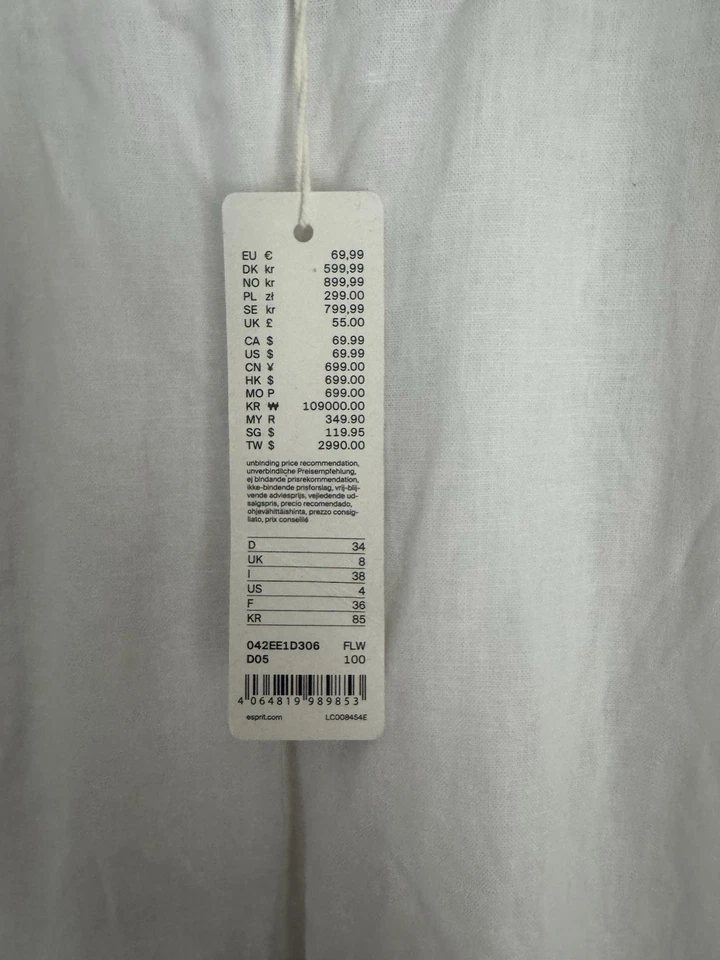 EU € 69,99
DK kr 599,99
NO kr 899,99
PL zł 299.00
SE kr 799,99
UK £ 55.00
CA $ 69.99
US $ 69.99
CN ¥ 699.00
HK $ 699.00
MO P 699.00
KR ₩ 109000.00
MY R 349.90
SG $ 119.95
TW $ 2990.00
unbinding price recommendation,
unverbindliche Preisempfehlung,
ej bindande prisrekommendation,
ikke-bindende prisforslag, vrij-blij-
vende adviesprijs, vejledende ud-
salgspris, precio recomendado,
ohjevähittäishinta, prezzo consig-
liato, prix conseillé
D 34
UK 8
I 38
US 4
F 36
KR 85
042EE1D306 FLW
D05 100
4 064819 989853
esprit.com LC008454E